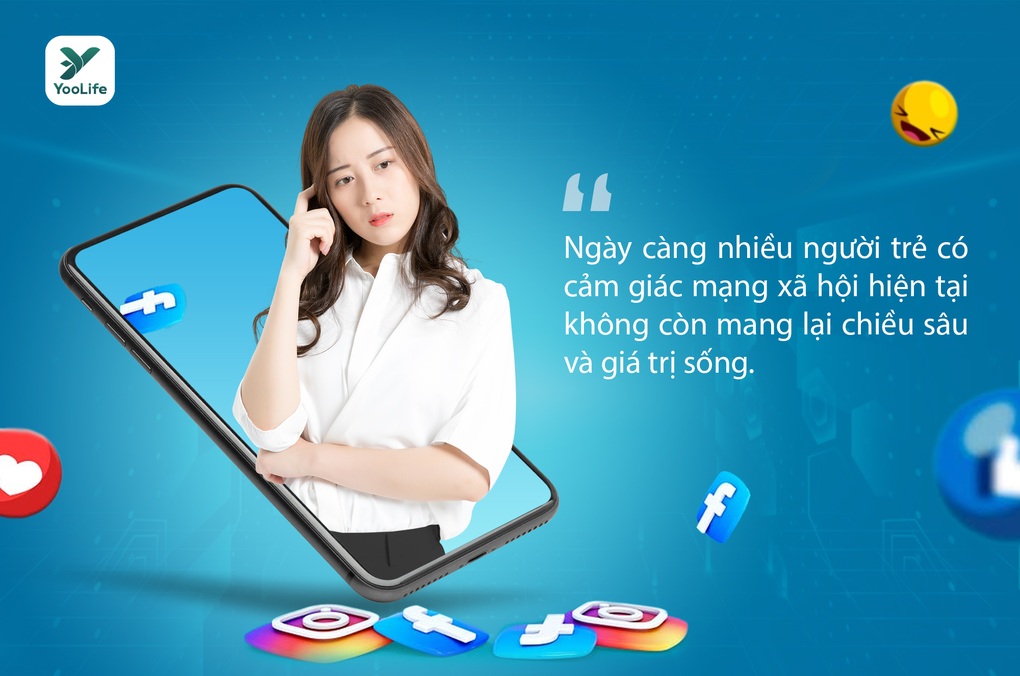 YooLife
“
Ngày càng nhiều người trẻ có
cảm giác mạng xã hội hiện tại
không còn mang lại chiều sâu
và giá trị sống.